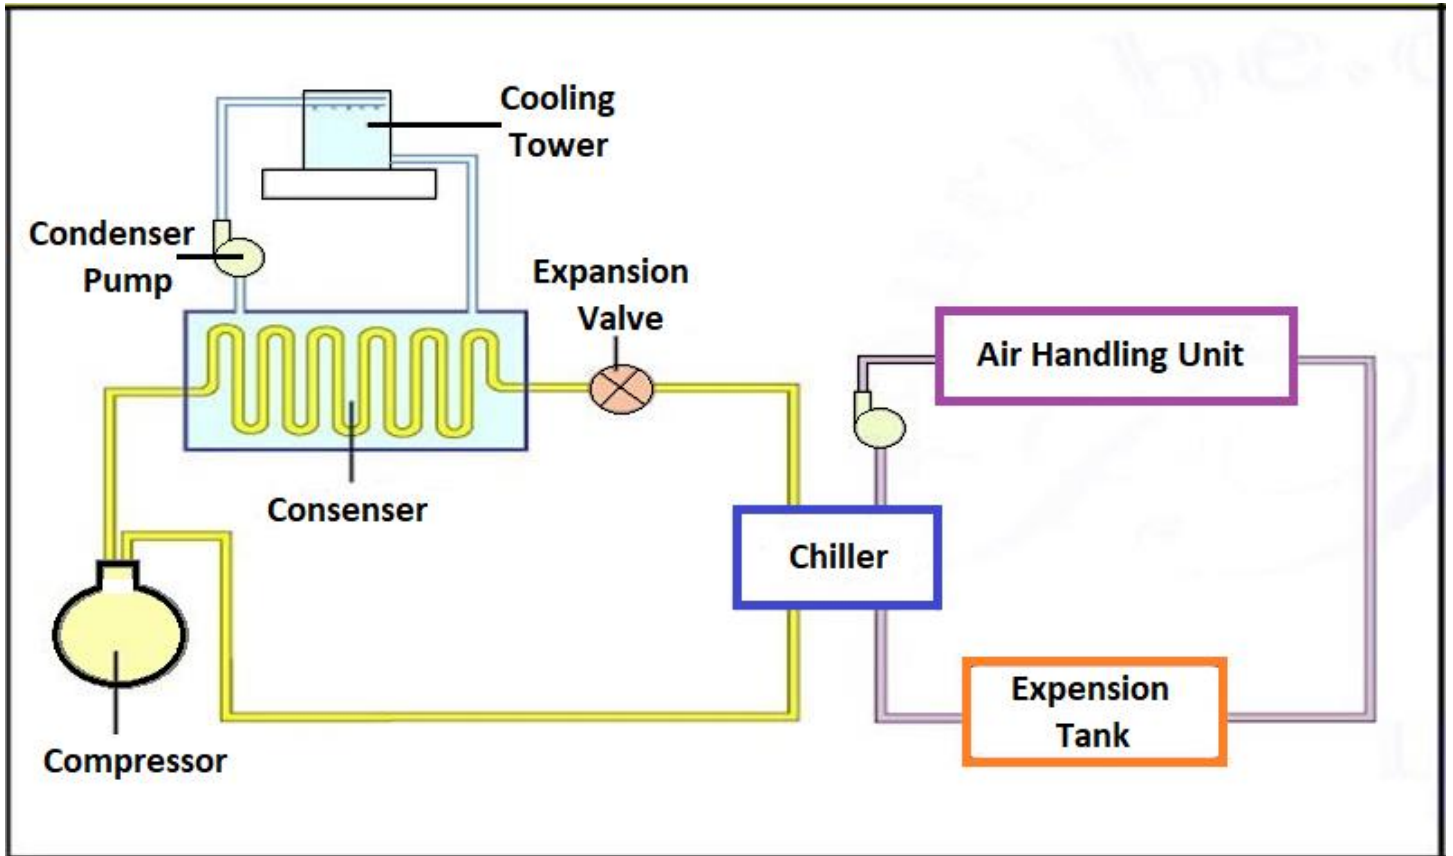 Cooling
Tower
Condenser
Pump
Expansion
Valve
Air Handling Unit
Consenser
Chiller
Compressor
Expension
Tank